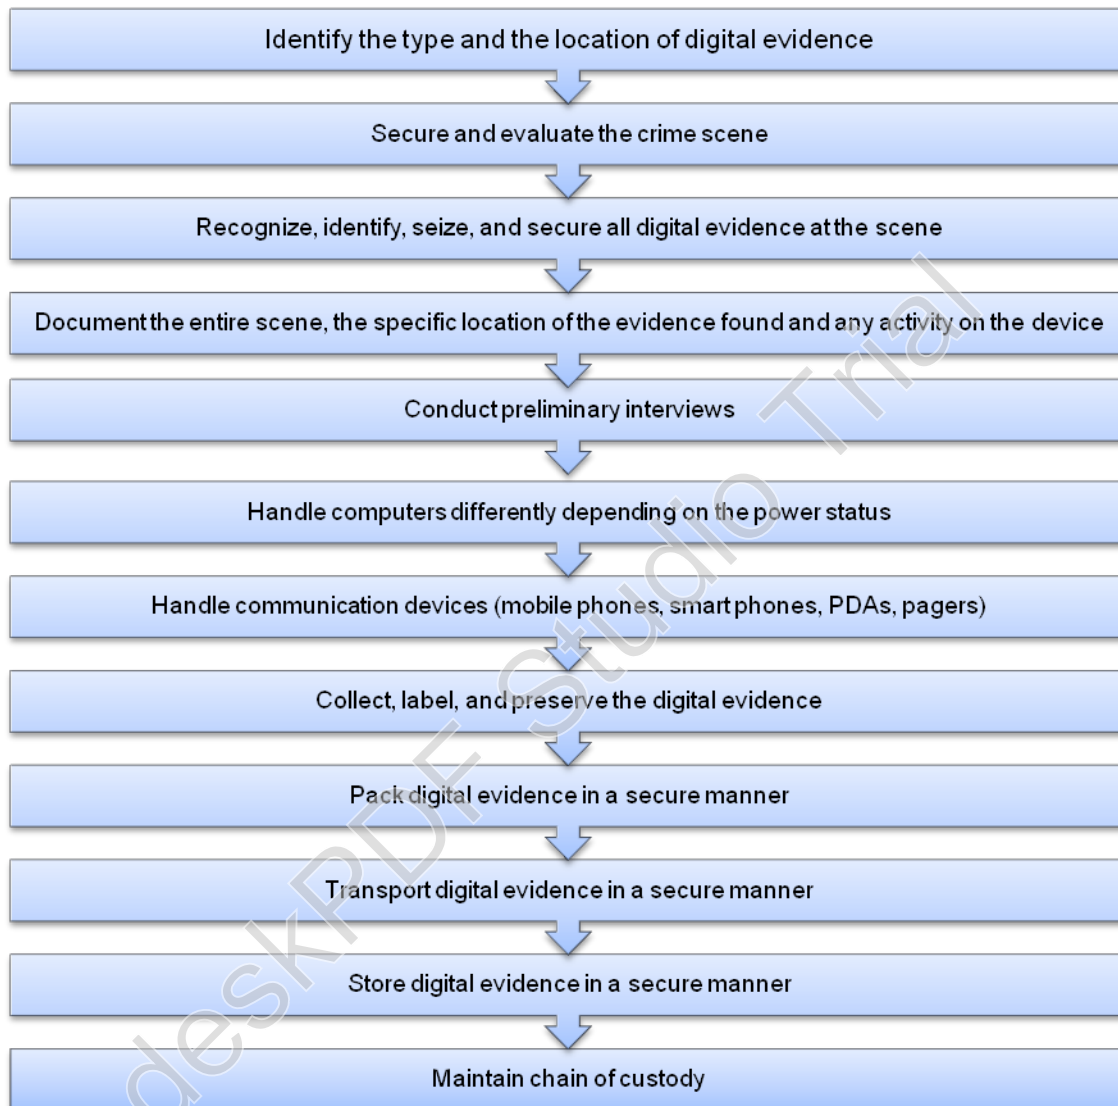 Identify the type and the location of digital evidence
Secure and evaluate the crime scene
Recognize, identify, seize, and secure all digital evidence at the scene
Document the entire scene, the specific location of the evidence found and any activity on the device
Conduct preliminary interviews
Handle computers differently depending on the power status
Handle communication devices (mobile phones, smart phones, PDAs, pagers)
Collect, label, and preserve the digital evidence
Pack digital evidence in a secure manner
Transport digital evidence in a secure manner
Store digital evidence in a secure manner
Maintain chain of custody
deskPDF Studio Trial